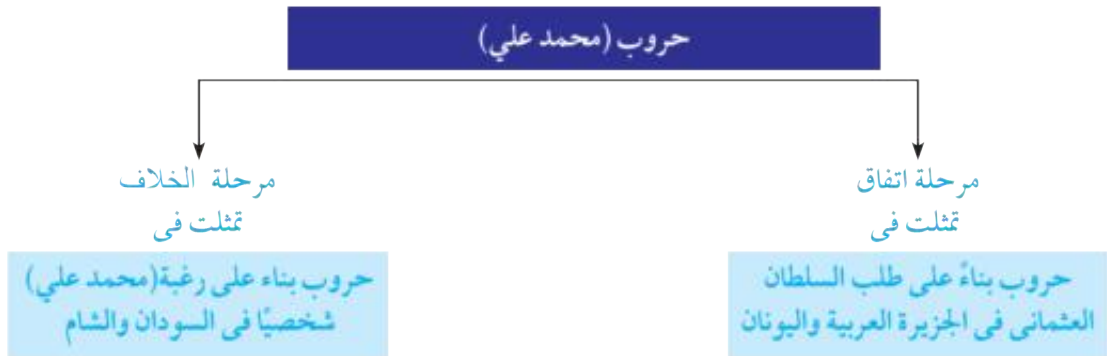 حروب (محمد علي)
مرحلة اتفاق
تمثلت فى
حروب بناءً على طلب السلطان
العثمانى فى الجزيرة العربية واليونان
مرحلة الخلاف
تمثلت فى
حروب بناء على رغبة(محمد علي)
شخصيًا فى السودان والشام